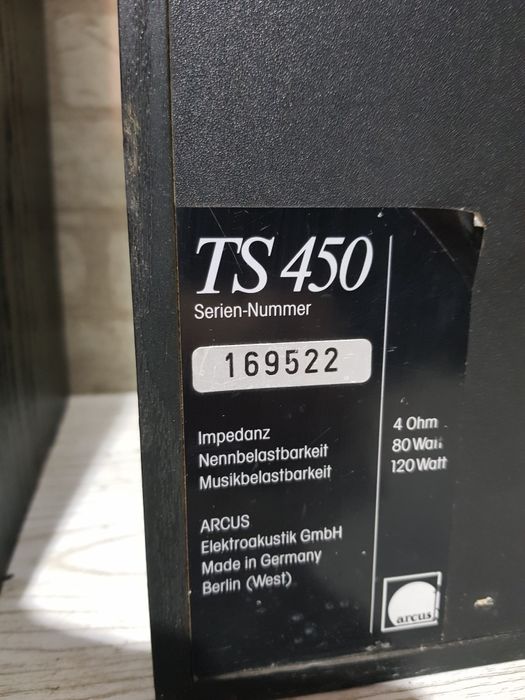 TS 450
Serien-Nummer
169522
Impedanz 4 Ohm
Nennbelastbarkeit 80 Watt
Musikbelastbarkeit 120 Watt
ARCUS
Elektroakustik GmbH
Made in Germany
Berlin (West)
arcus